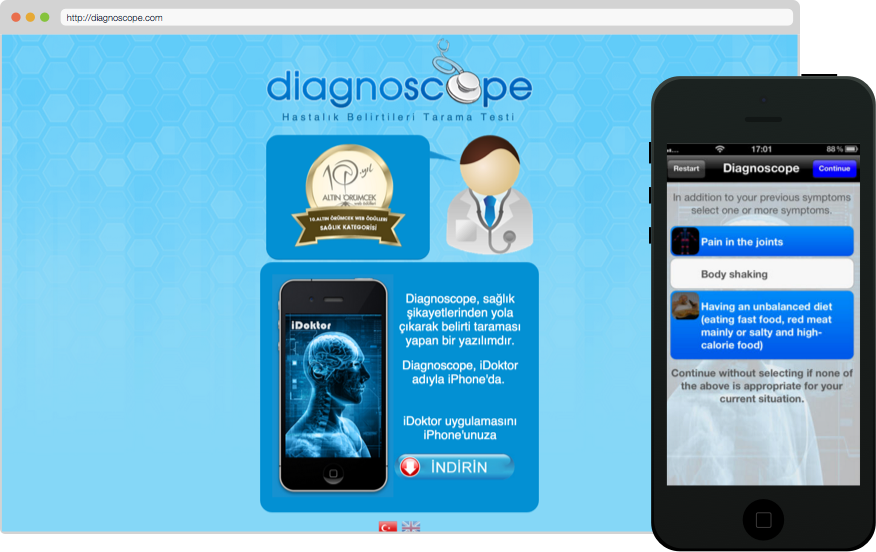 http://diagnoscope.com
diagnoscope
Hastalık Belirtileri Tarama Testi
10.yıl
ALTIN ÖRÜMCEK
web ödülleri
10.ALTIN ÖRÜMCEK WEB ÖDÜLLERİ
SAĞLIK KATEGORİSİ
iDoktor
Diagnoscope, sağlık
şikayetlerinden yola
çıkarak belirti taraması
yapan bir yazılımdır.
Diagnoscope, iDoktor
adıyla iPhone'da.
iDoktor uygulamasını
iPhone'unuza
İNDİRİN
17:01
88 %
Restart
Diagnoscope
Continue
In addition to your previous symptoms
select one or more symptoms.
Pain in the joints
Body shaking
Having an unbalanced diet
(eating fast food, red meat
mainly or salty and high-
calorie food)
Continue without selecting if none of
the above is appropriate for your
current situation.